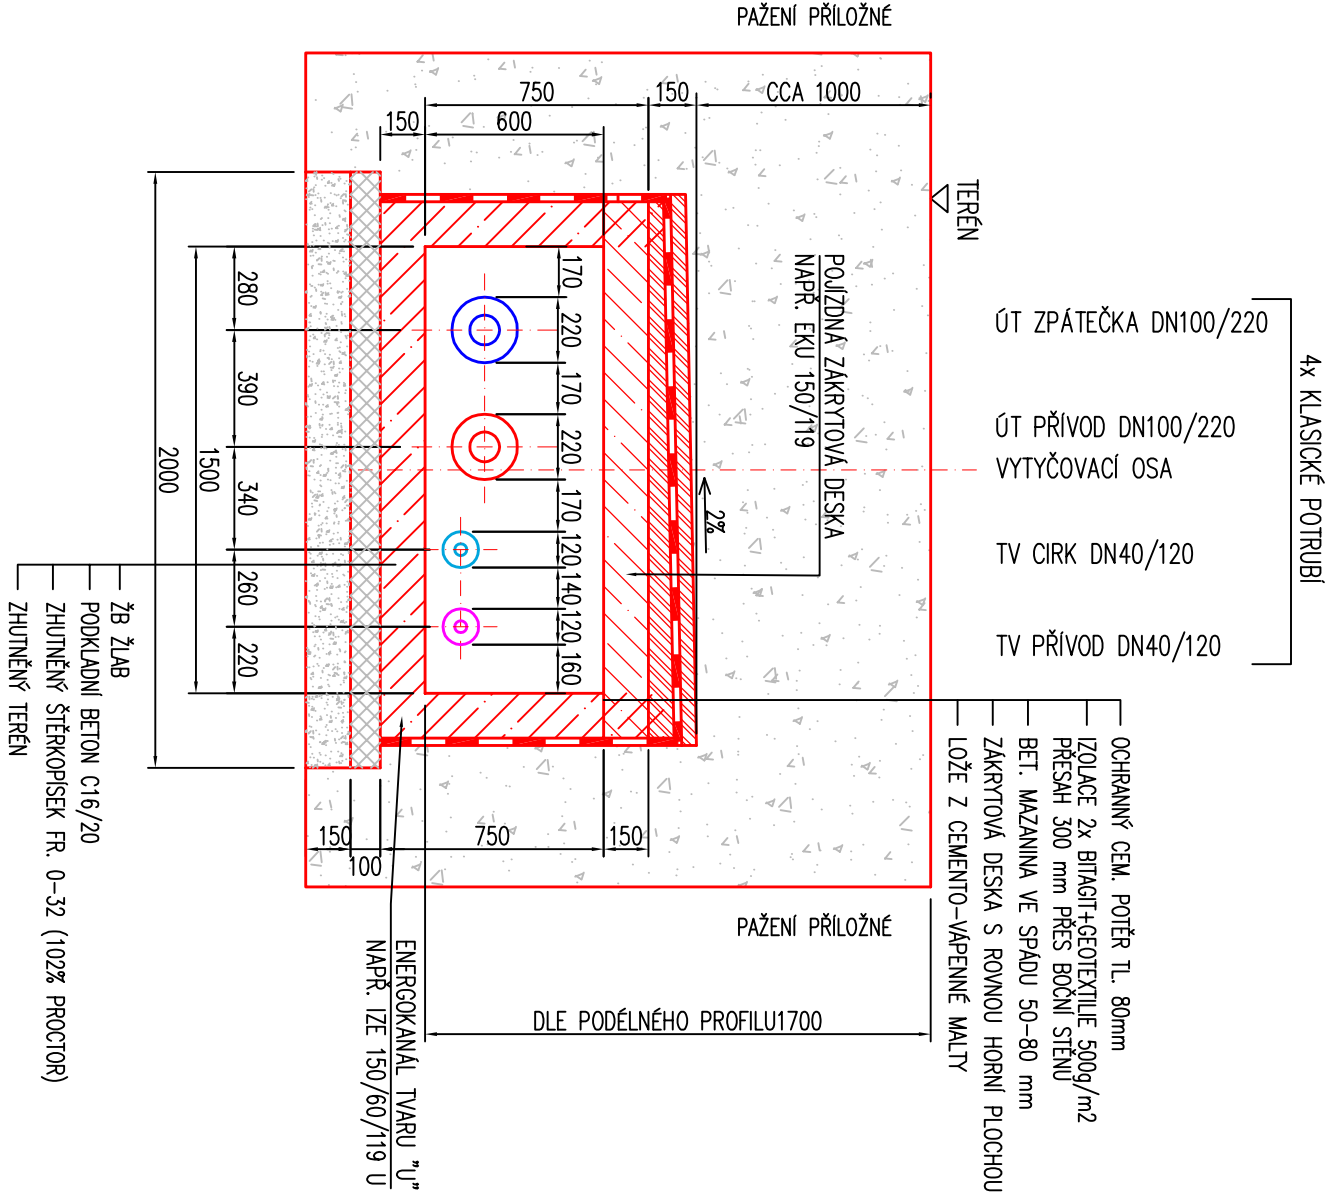 PAŽENÍ PŘÍLOŽNÉ
750
150
CCA 1000
150
600
TERÉN
POJÍZDNÁ ZÁKRYTOVÁ DESKA
NAPŘ. EKU 150/119
4x KLASICKÉ POTRUBÍ
ÚT ZPÁTEČKA DN100/220
ÚT PŘÍVOD DN100/220
VYTYČOVACÍ OSA
TV CIRK DN40/120
TV PŘÍVOD DN40/120
2%
170
220
170
220
170
120
140
120
160
280
390
340
260
220
1500
2000
ŽB ŽLAB
PODKLADNÍ BETON C16/20
ZHUTNĚNÝ ŠTĚRKOPÍSEK FR. 0-32 (102% PROCTOR)
ZHUTNĚNÝ TERÉN
OCHRANNÝ CEM. POTĚR TL. 80mm
IZOLACE 2x BITAGIT+GEOTEXTILIE 500g/m2
PŘESAH 300 mm PŘES BOČNÍ STĚNU
BET. MAZANINA VE SPÁDU 50-80 mm
ZÁKRYTOVÁ DESKA S ROVNOU HORNÍ PLOCHOU
LOŽE Z CEMENTO-VÁPENNÉ MALTY
150
100
750
150
PAŽENÍ PŘÍLOŽNÉ
ENERGOKANÁL TVARU "U"
NAPŘ. IZE 150/60/119 U
DLE PODÉLNÉHO PROFILU1700